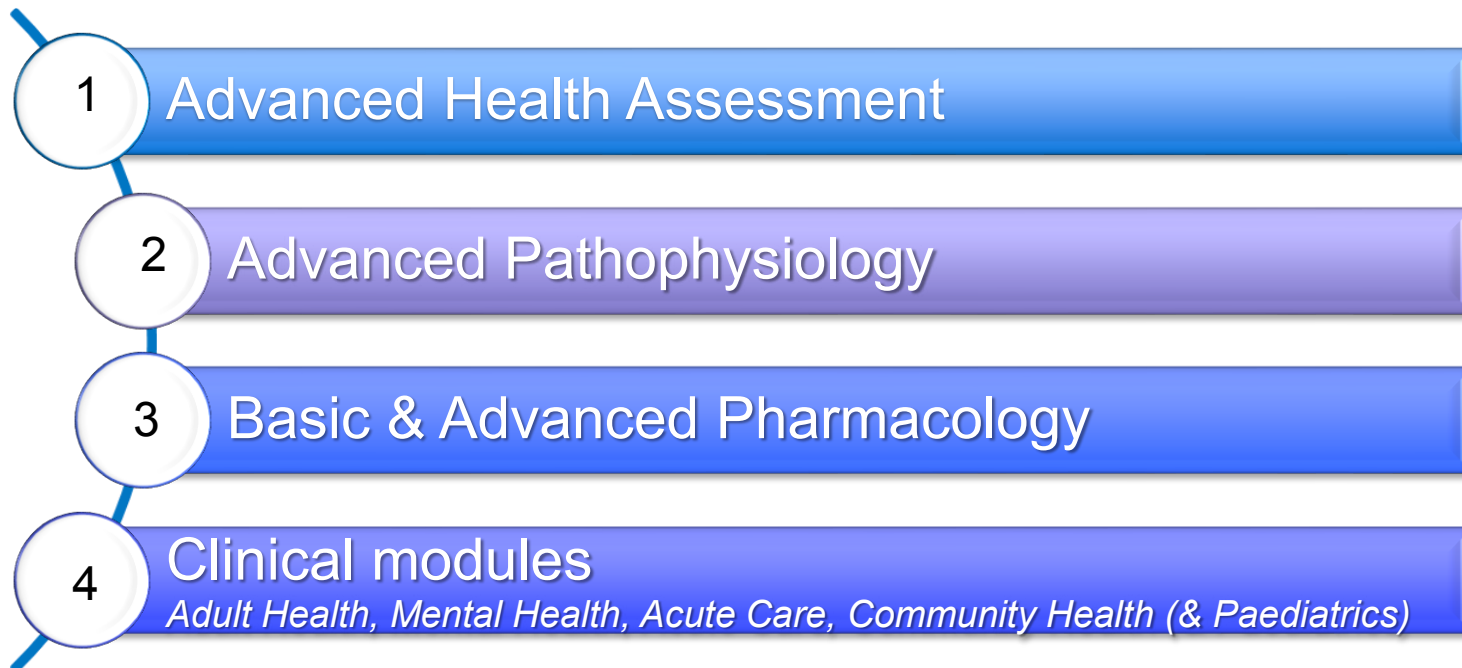 1
Advanced Health Assessment
2
Advanced Pathophysiology
3
Basic & Advanced Pharmacology
4
Clinical modules
Adult Health, Mental Health, Acute Care, Community Health (& Paediatrics)